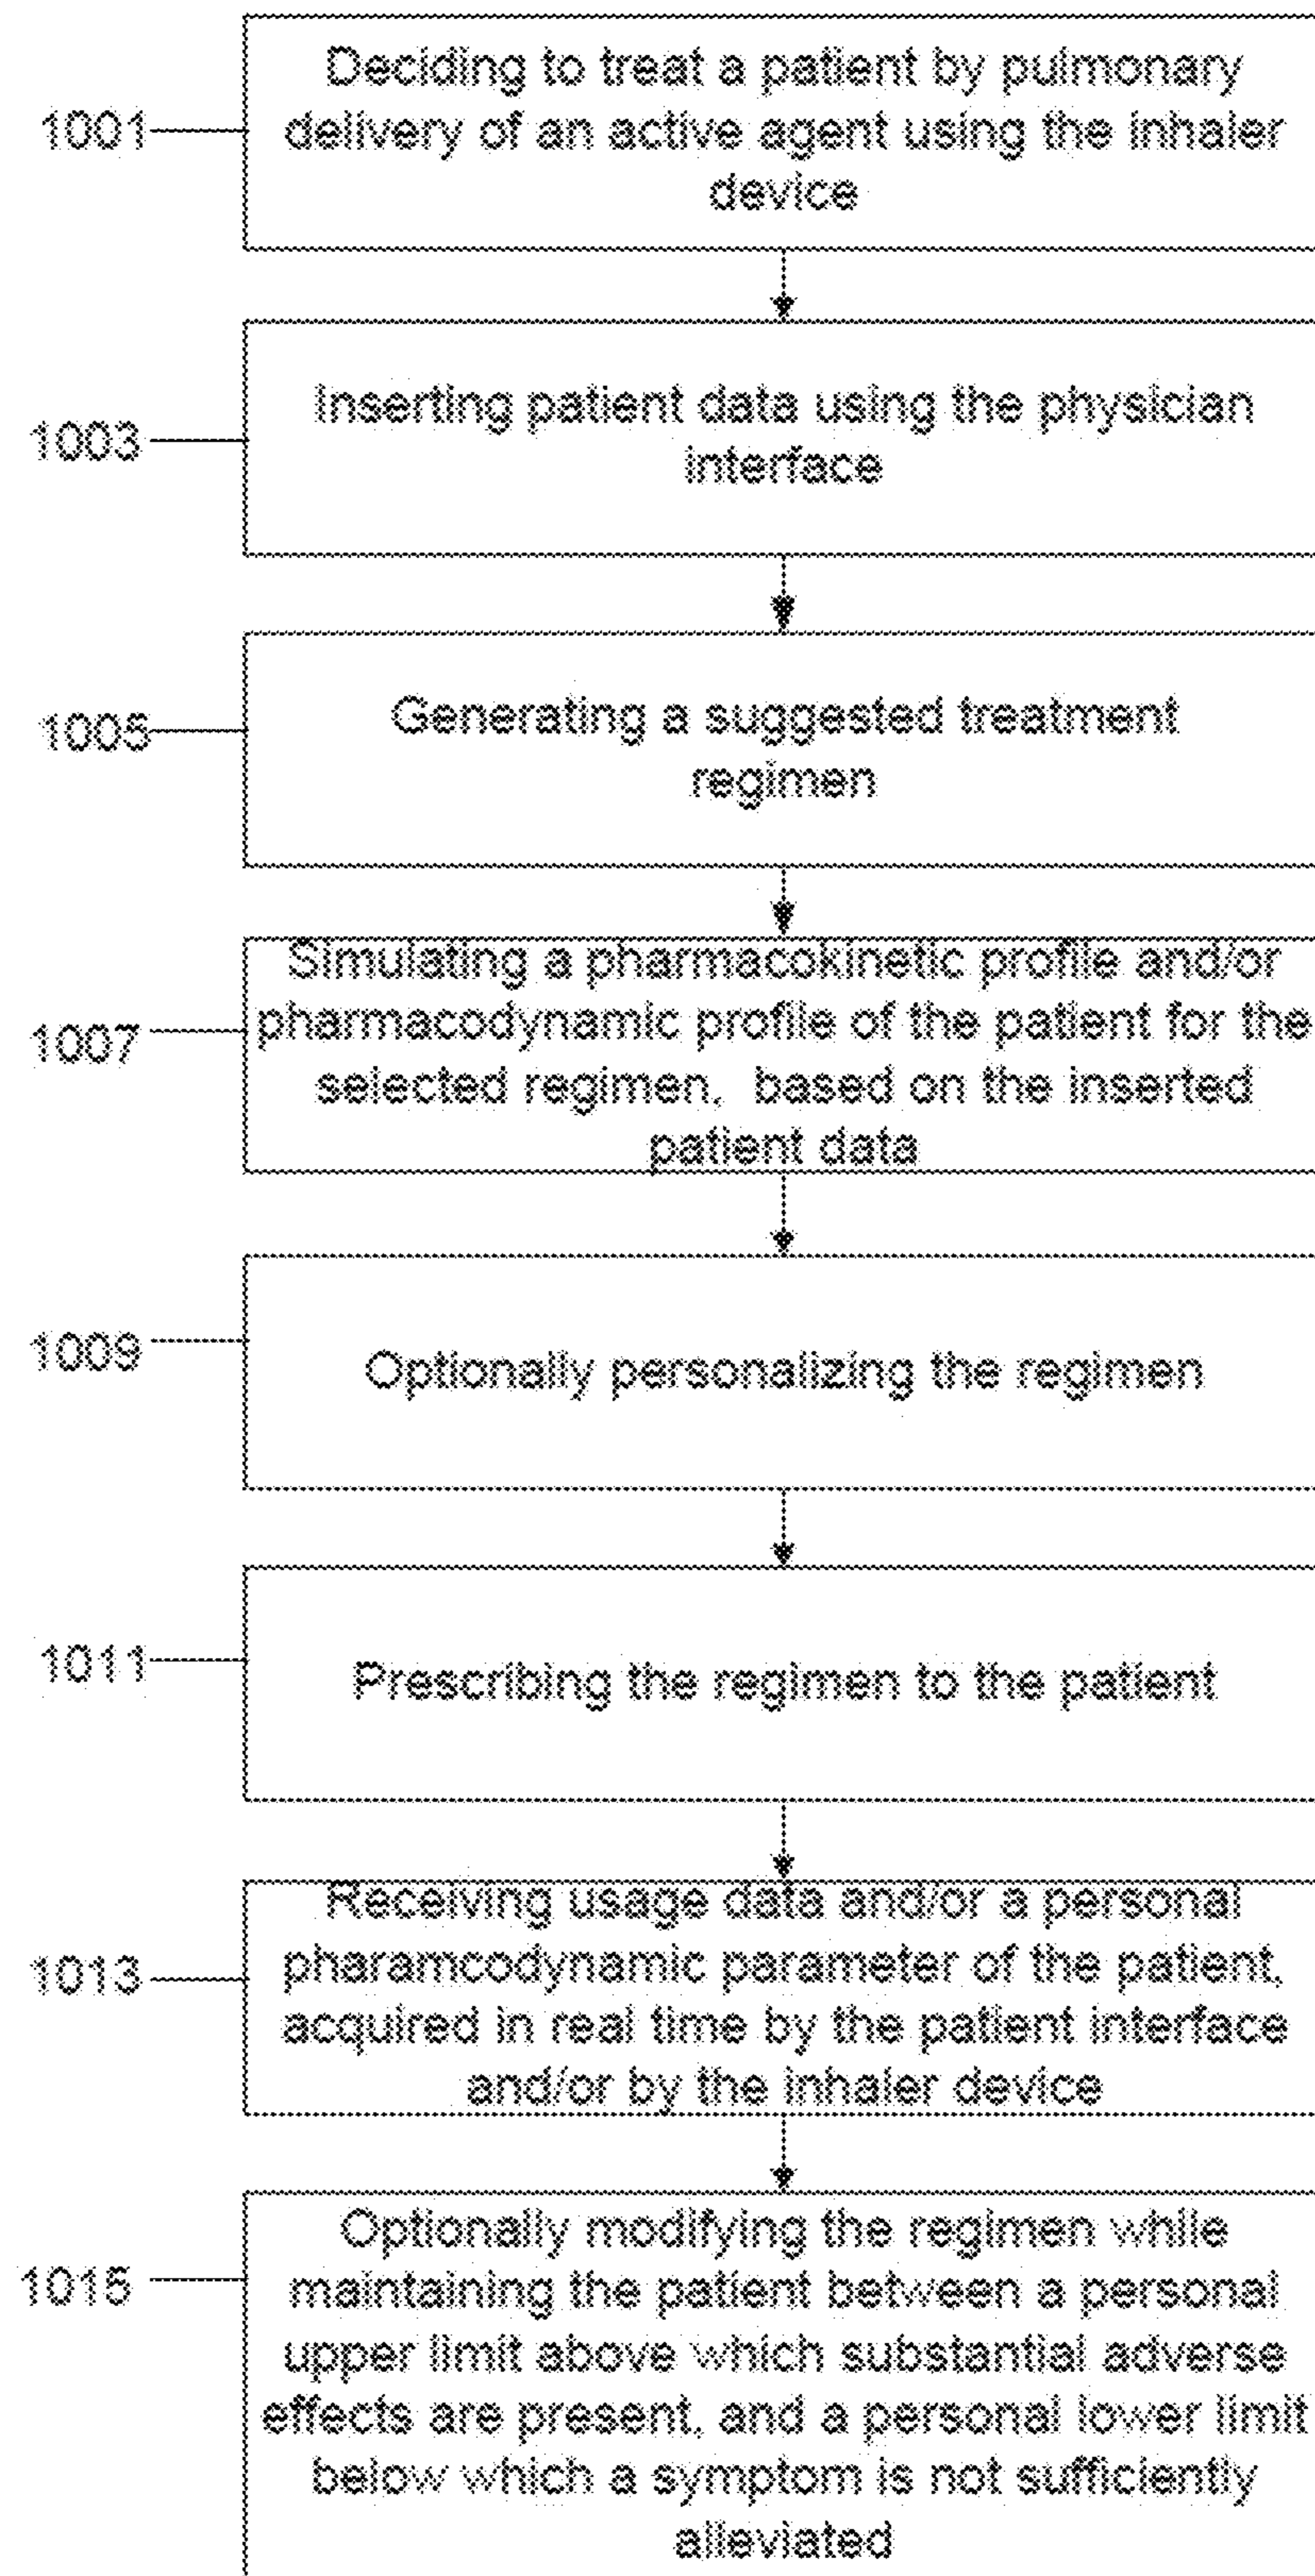 Deciding to treat a patient by pulmonary
1001
delivery of an active agent using the inhaler
device
Inserting patient data using the physician
1003
interface
Generating a suggested treatment
1005
regimen
Simulating a pharmacokinetic profile and/or
pharmacodynamic profile of the patient for the
1007
selected regimen, based on the inserted
patient data
1009
Optionally personalizing the regimen
1011
Prescribing the regimen to the patient
Receiving usage data and/or a personal
pharamcodynamic parameter of the patient,
1013
acquired in real time by the patient interface
and/or by the inhaler device
Optionally modifying the regimen while
1015
maintaining the patient between a personal
upper limit above which substantial adverse
effects are present, and a personal lower limit
below which a symptom is not sufficiently
alleviated